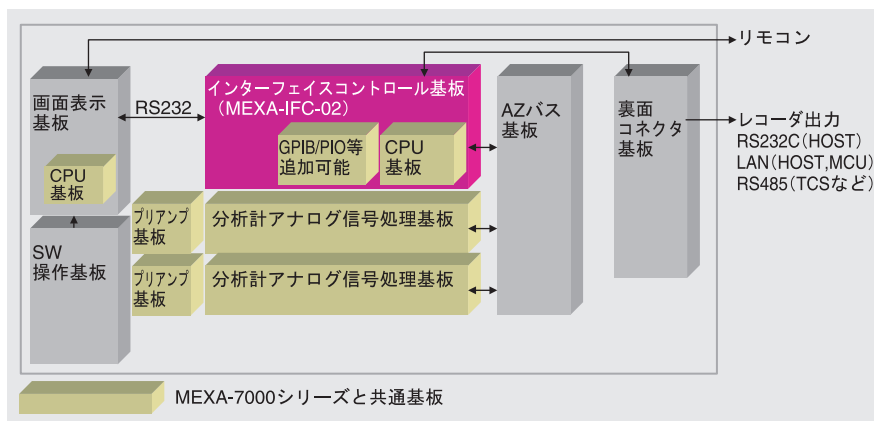 リモコン
画面表示
基板
CPU
基板
RS232
インターフェイスコントロール基板
(MEXA-IFC-02)
GPIB/PIO等
追加可能
CPU
基板
AZバス
基板
裏面
コネクタ
基板
レコーダ出力
RS232C(HOST)
LAN(HOST,MCU)
RS485(TCSなど)
プリアンプ
基板
分析計アナログ信号処理基板
SW
操作基板
プリアンプ
基板
分析計アナログ信号処理基板
MEXA-7000シリーズと共通基板